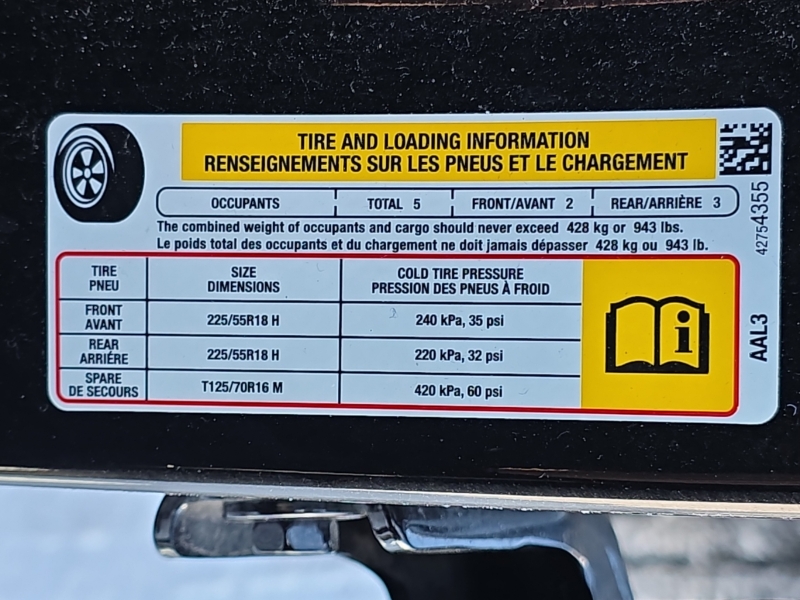 TIRE AND LOADING INFORMATION
RENSEIGNEMENTS SUR LES PNEUS ET LE CHARGEMENT
OCCUPANTS TOTAL 5 FRONT/AVANT 2 REAR/ARRIÈRE 3
The combined weight of occupants and cargo should never exceed 428 kg or 943 lbs.
Le poids total des occupants et du chargement ne doit jamais dépasser 428 kg ou 943 lb.
TIRE
PNEU
SIZE
DIMENSIONS
COLD TIRE PRESSURE
PRESSION DES PNEUS À FROID
FRONT
AVANT
225/55R18 H
240 kPa, 35 psi
REAR
ARRIÉRE
225/55R18 H
220 kPa, 32 psi
SPARE
DE SECOURS
T125/70R16 M
420 kPa, 60 psi
42754355
AAL3